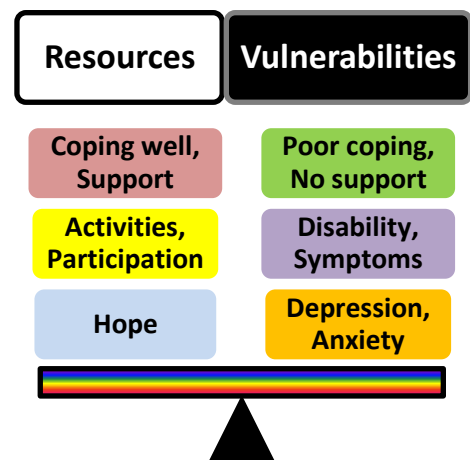 Resources
Vulnerabilities
Coping well,
Support
Poor coping,
No support
Activities,
Participation
Disability,
Symptoms
Hope
Depression,
Anxiety